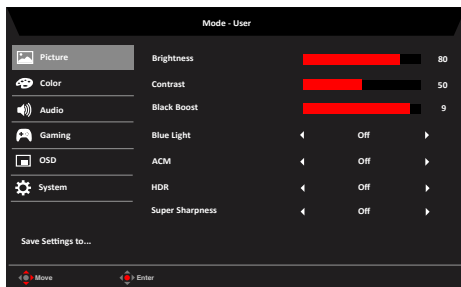 Mode - User
Picture
Brightness 80
Color
Contrast 50
Audio
Black Boost 9
Gaming
Blue Light Off
OSD
ACM Off
System
HDR Off
Super Sharpness Off
Save Settings to...
Move Enter